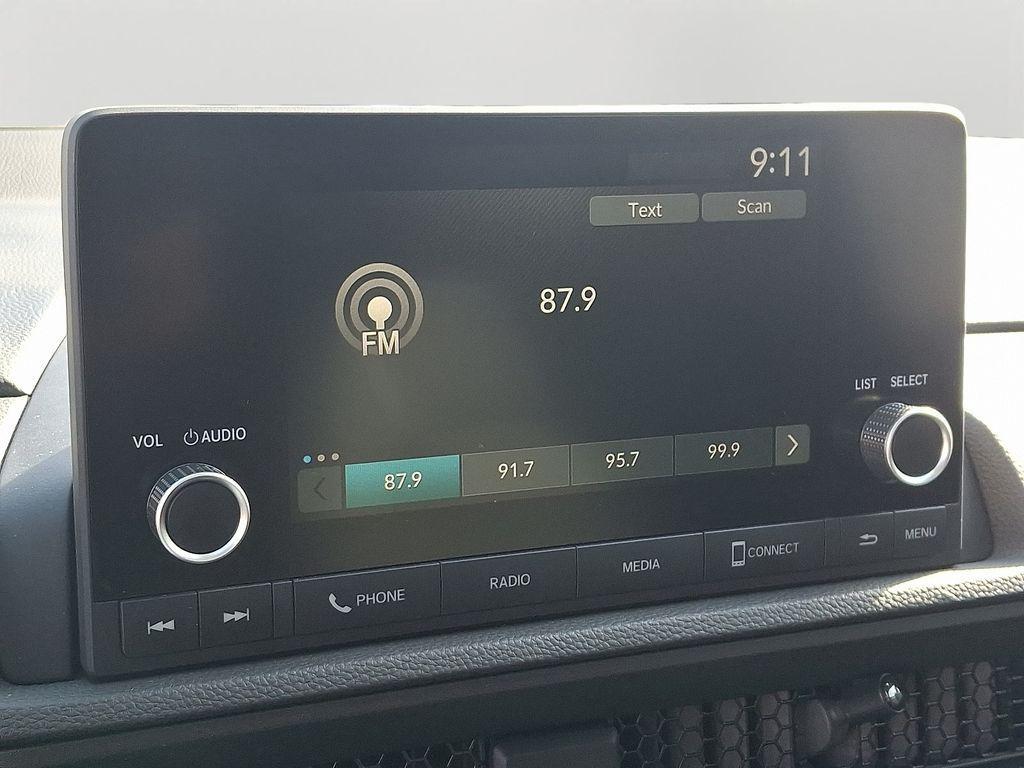 9:11
Text Scan
FM 87.9
LIST SELECT
VOL AUDIO
87.9 91.7 95.7 99.9
PHONE RADIO MEDIA CONNECT MENU